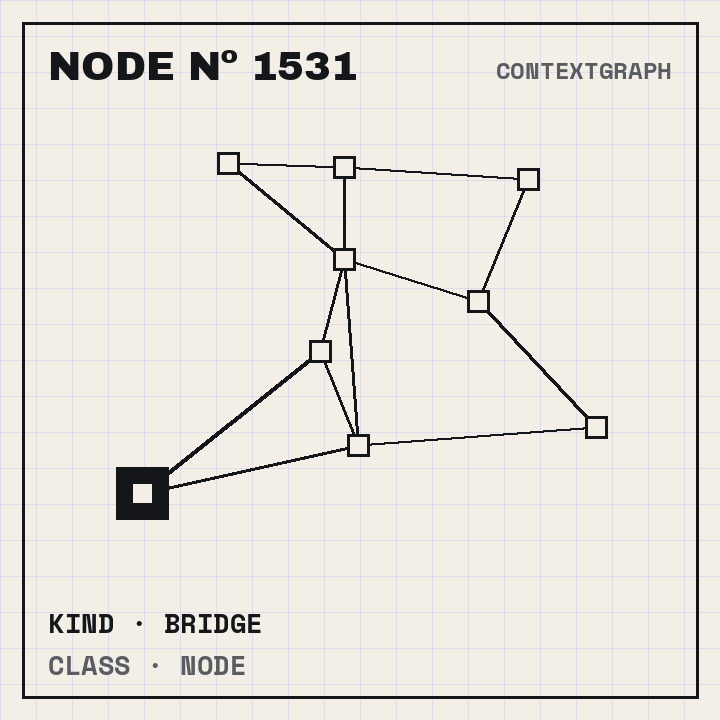 NODE Nº 1531
CONTEXTGRAPH
KIND · BRIDGE
CLASS · NODE